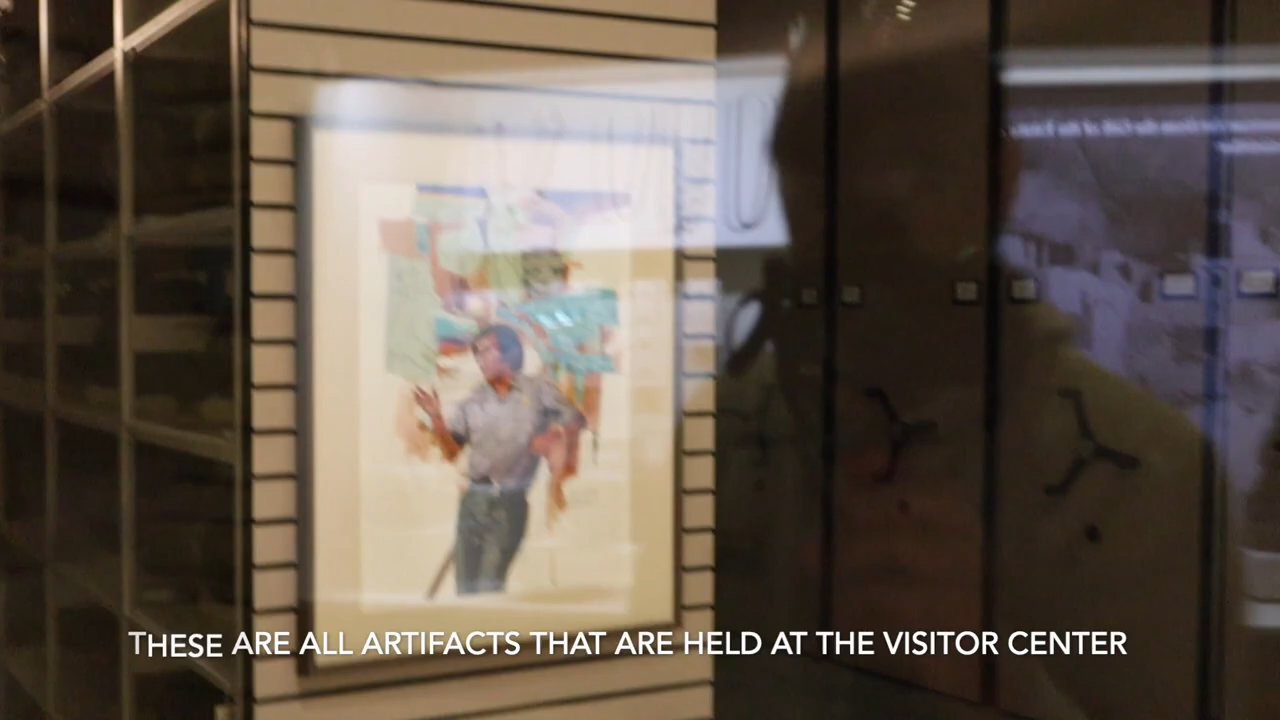 THESE ARE ALL ARTIFACTS THAT ARE HELD AT THE VISITOR CENTER